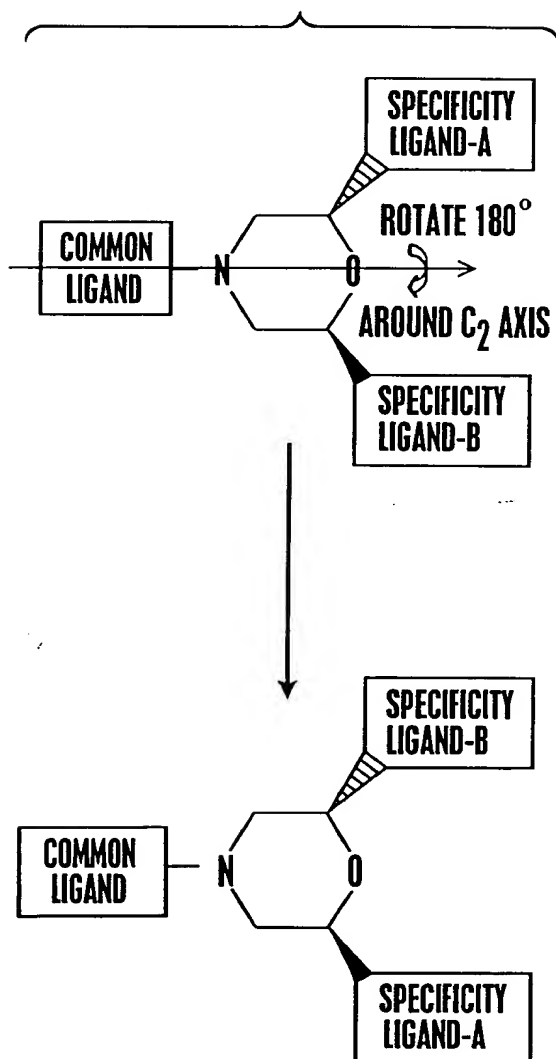 SPECIFICITY
LIGAND-A
ROTATE 180°
COMMON
LIGAND
N
O
AROUND C₂ AXIS
SPECIFICITY
LIGAND-B
SPECIFICITY
LIGAND-B
COMMON
LIGAND
N
O
SPECIFICITY
LIGAND-A